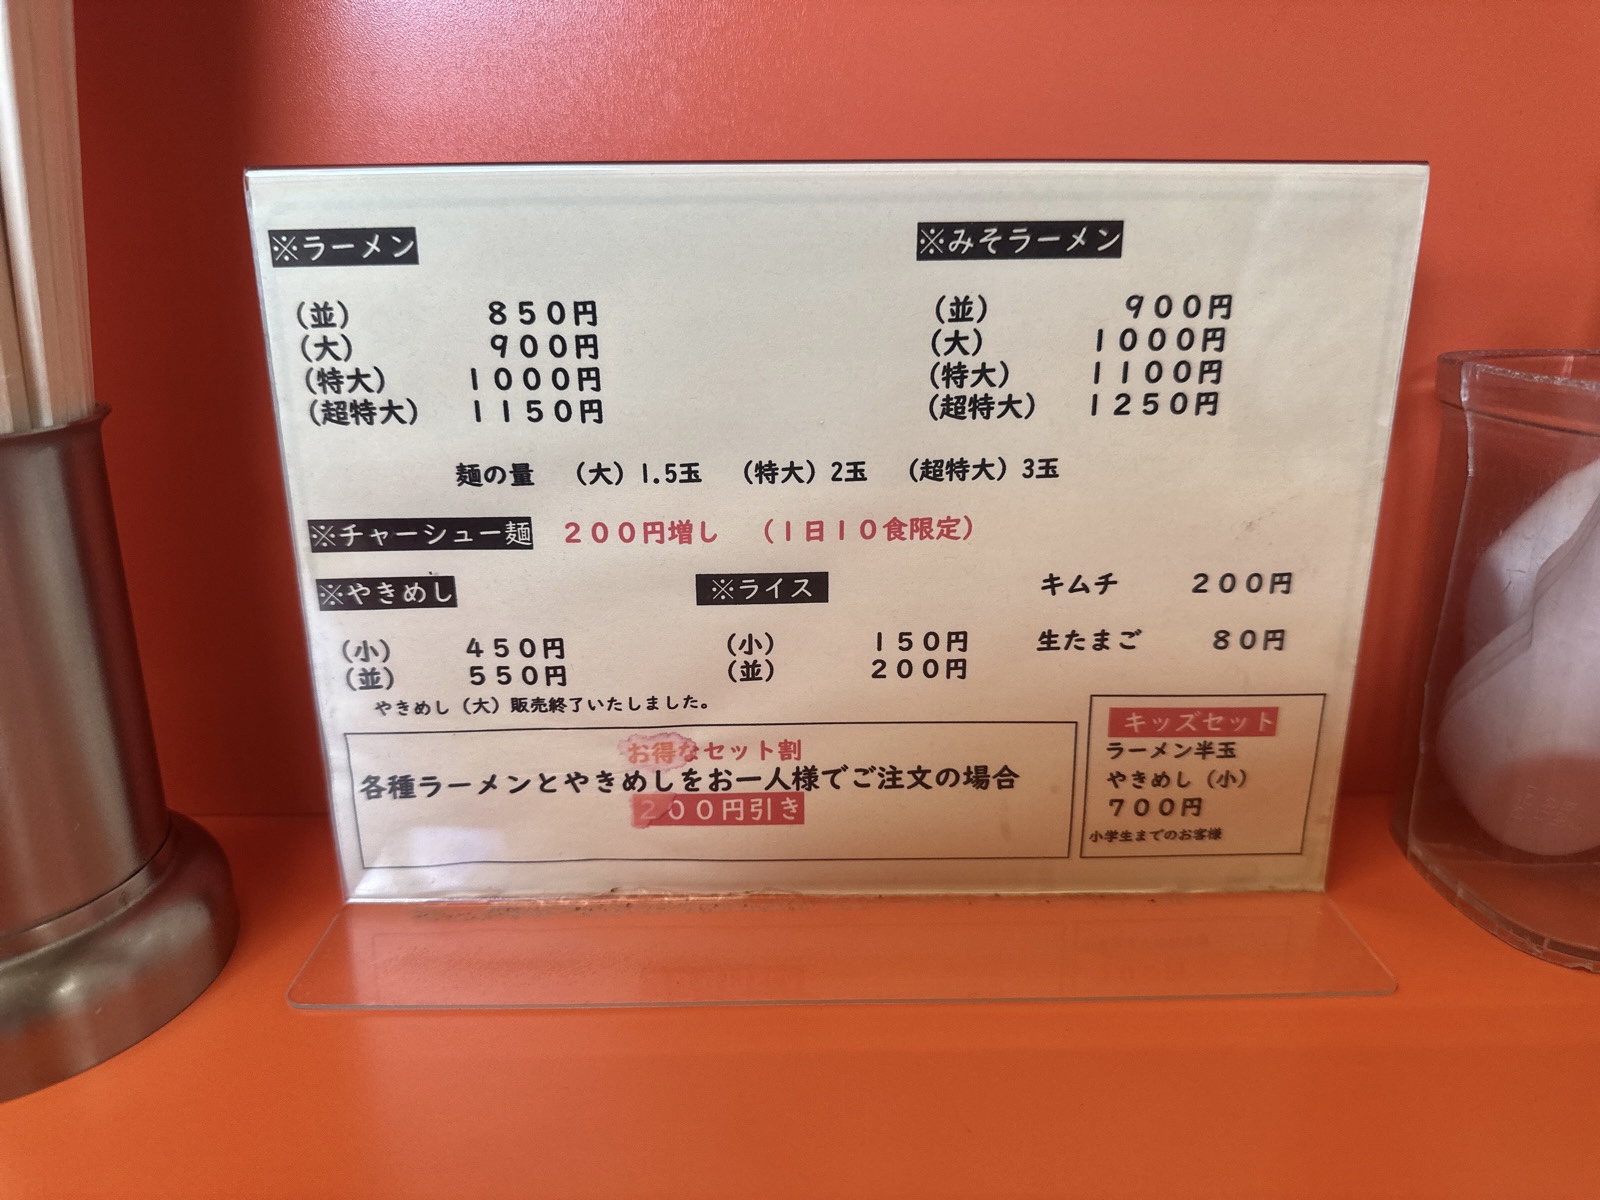 ※ラーメン
（並） 850円
（大） 900円
（特大） 1000円
（超特大） 1150円
※みそラーメン
（並） 900円
（大） 1000円
（特大） 1100円
（超特大） 1250円
麺の量 （大）1.5玉 （特大）2玉 （超特大）3玉
※チャーシュー麺 200円増し （1日10食限定）
※やきめし
（小） 450円
（並） 550円
やきめし（大）販売終了いたしました。
※ライス
（小） 150円
（並） 200円
キムチ 200円
生たまご 80円
お得なセット割
各種ラーメンとやきめしをお一人様でご注文の場合
200円引き
キッズセット
ラーメン半玉
やきめし（小）
700円
小学生までのお客様